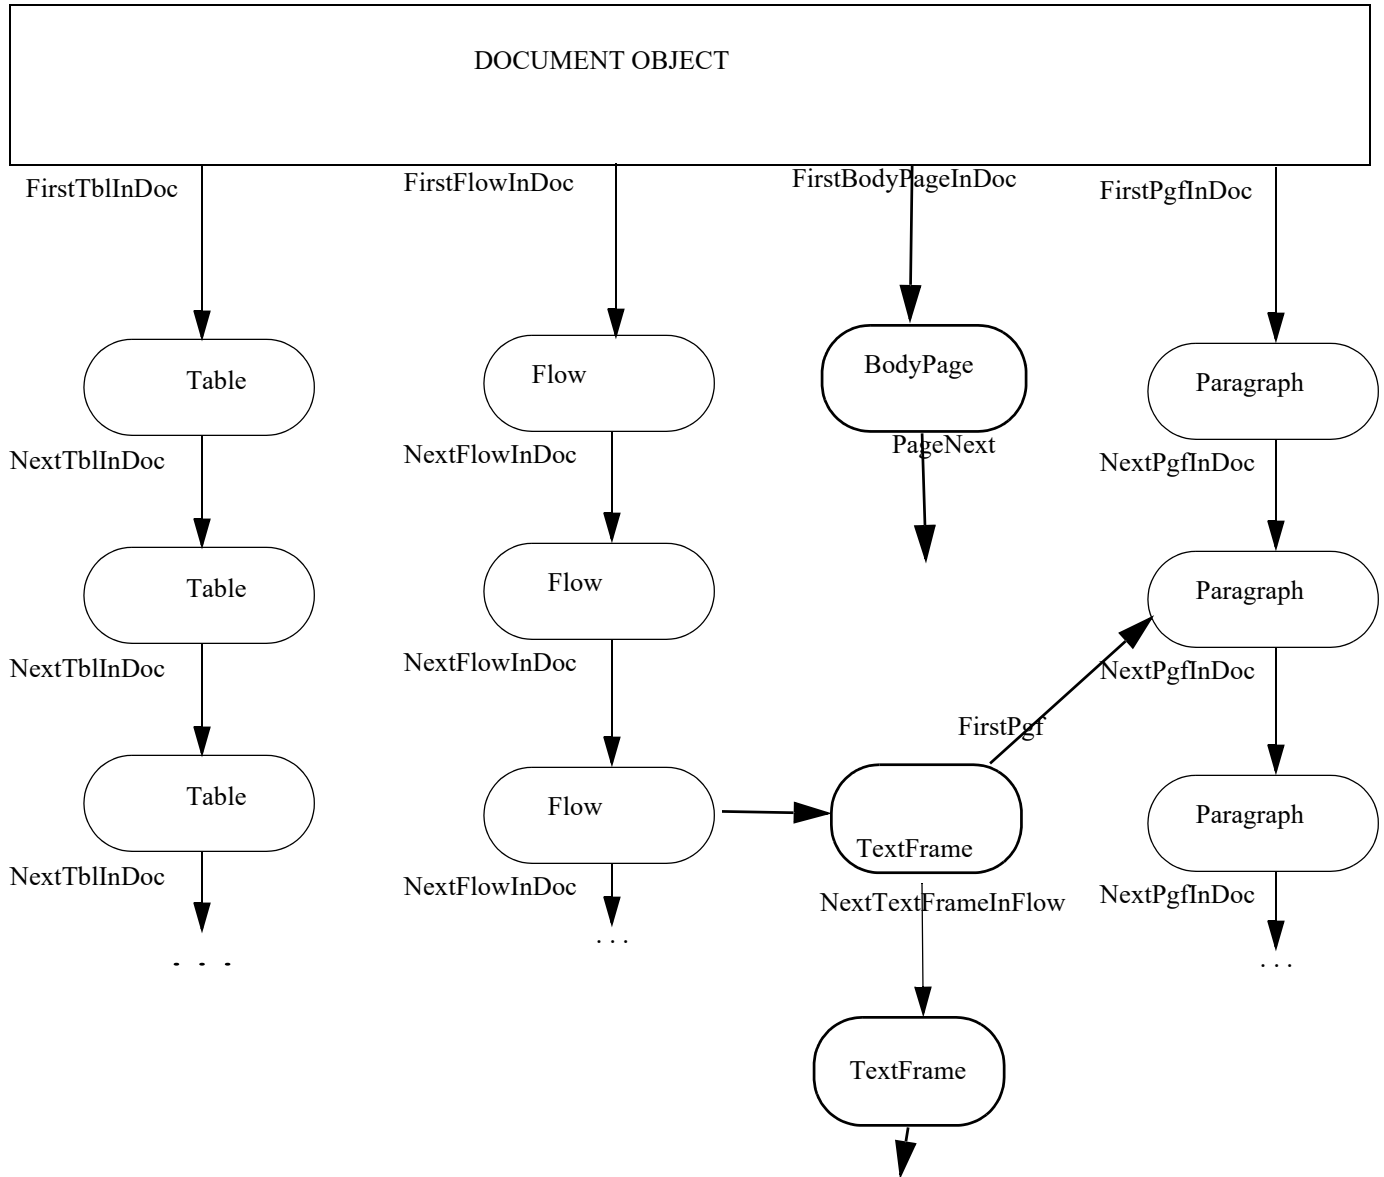 DOCUMENT OBJECT
FirstTblInDoc
FirstFlowInDoc
FirstBodyPageInDoc
FirstPgfInDoc
Table
Flow
BodyPage
Paragraph
NextTblInDoc
NextFlowInDoc
PageNext
NextPgfInDoc
Table
Flow
Paragraph
NextTblInDoc
NextFlowInDoc
NextPgfInDoc
FirstPgf
Table
Flow
TextFrame
Paragraph
NextTblInDoc
NextFlowInDoc
NextTextFrameInFlow
NextPgfInDoc
- - -
. . .
. . .
TextFrame